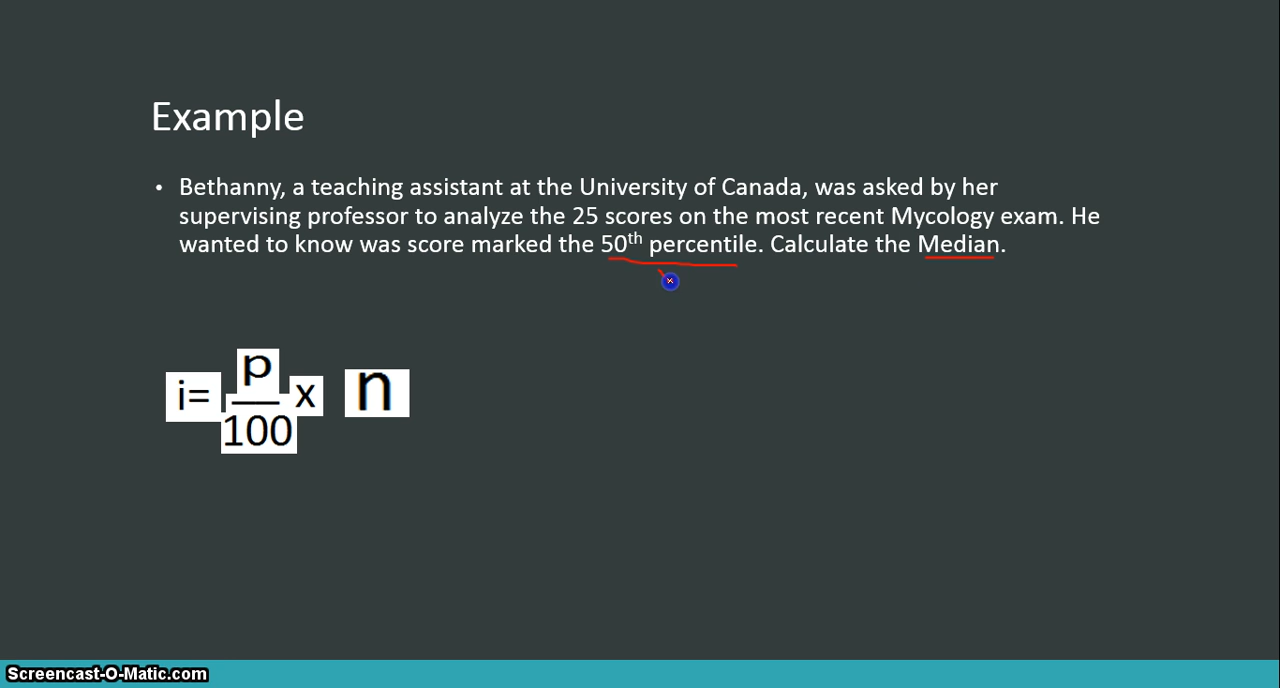 Example
• Bethanny, a teaching assistant at the University of Canada, was asked by her
supervising professor to analyze the 25 scores on the most recent Mycology exam. He
wanted to know was score marked the 50th percentile. Calculate the Median.
i= p/100 x n
Screencast-O-Matic.com